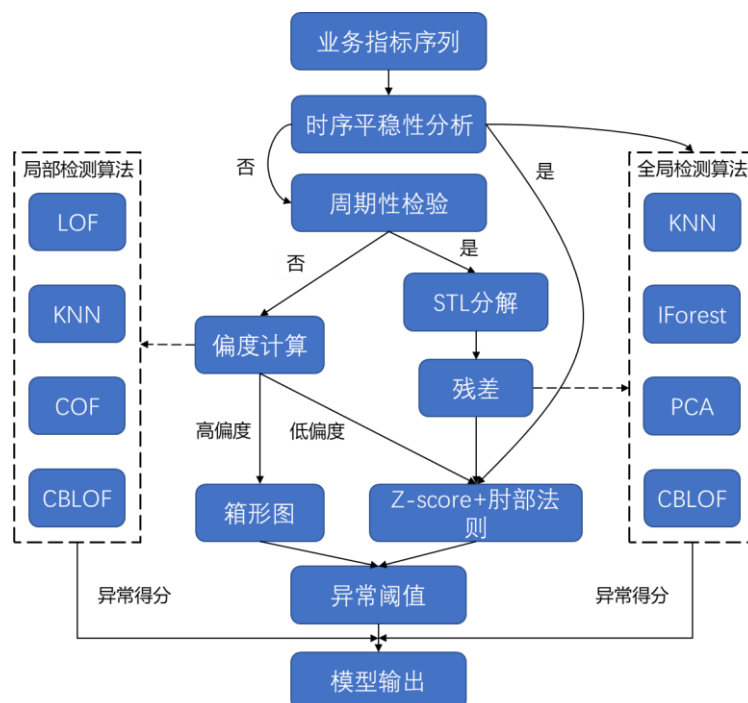 业务指标序列
时序平稳性分析
否
是
局部检测算法
全局检测算法
周期性检验
LOF
KNN
否
是
KNN
STL分解
IForest
偏度计算
残差
COF
PCA
高偏度
低偏度
CBLOF
箱形图
Z-score+肘部法
则
CBLOF
异常得分
异常阈值
异常得分
模型输出